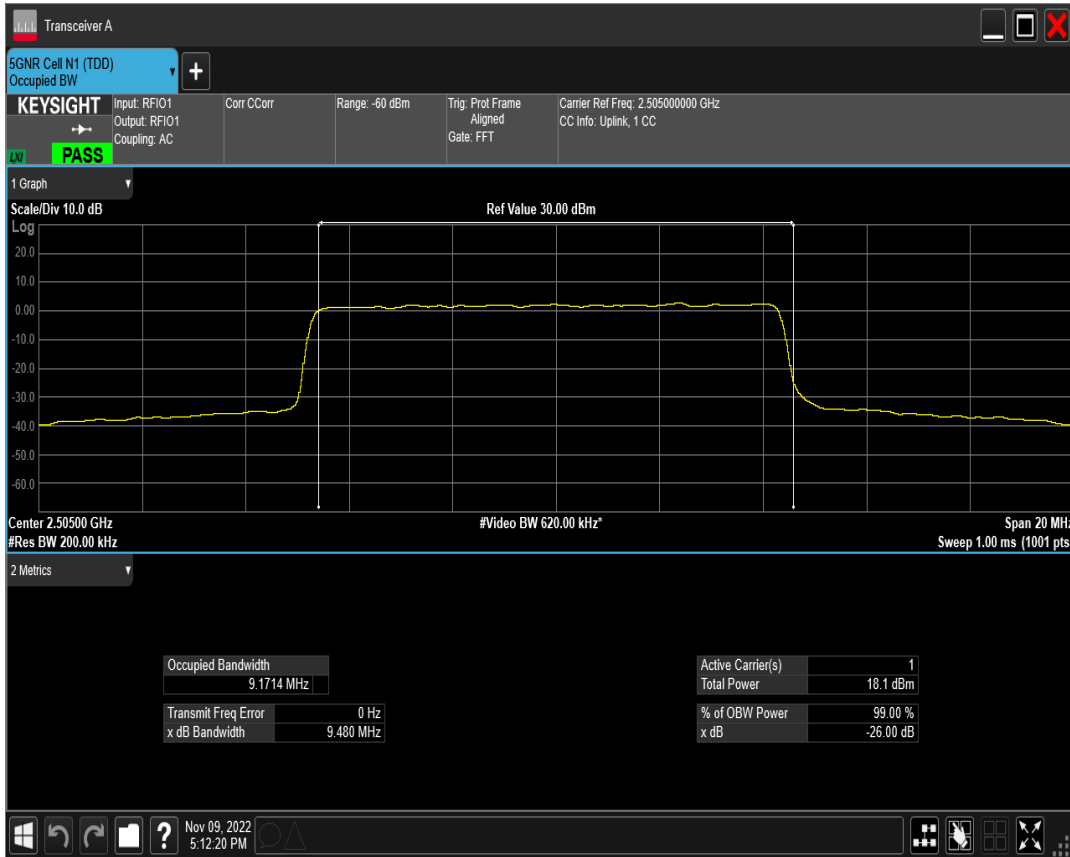 Transceiver A
5GNR Cell N1 (TDD)
Occupied BW
+
KEYSIGHT
LXI
PASS
Input: RFIO1
Output: RFIO1
Coupling: AC
Corr CCorr
Range: -60 dBm
Trig: Prot Frame
Aligned
Gate: FFT
Carrier Ref Freq: 2.505000000 GHz
CC Info: Uplink, 1 CC
1 Graph
Scale/Div 10.0 dB
Ref Value 30.00 dBm
Log
20.0
10.0
0.00
-10.0
-20.0
-30.0
-40.0
-50.0
-60.0
Center 2.50500 GHz
#Video BW 620.00 kHz*
Span 20 MHz
#Res BW 200.00 kHz
Sweep 1.00 ms (1001 pts
2 Metrics
Occupied Bandwidth
9.1714 MHz
Transmit Freq Error 0 Hz
x dB Bandwidth 9.480 MHz
Active Carrier(s) 1
Total Power 18.1 dBm
% of OBW Power 99.00 %
x dB -26.00 dB
?
Nov 09, 2022
5:12:20 PM